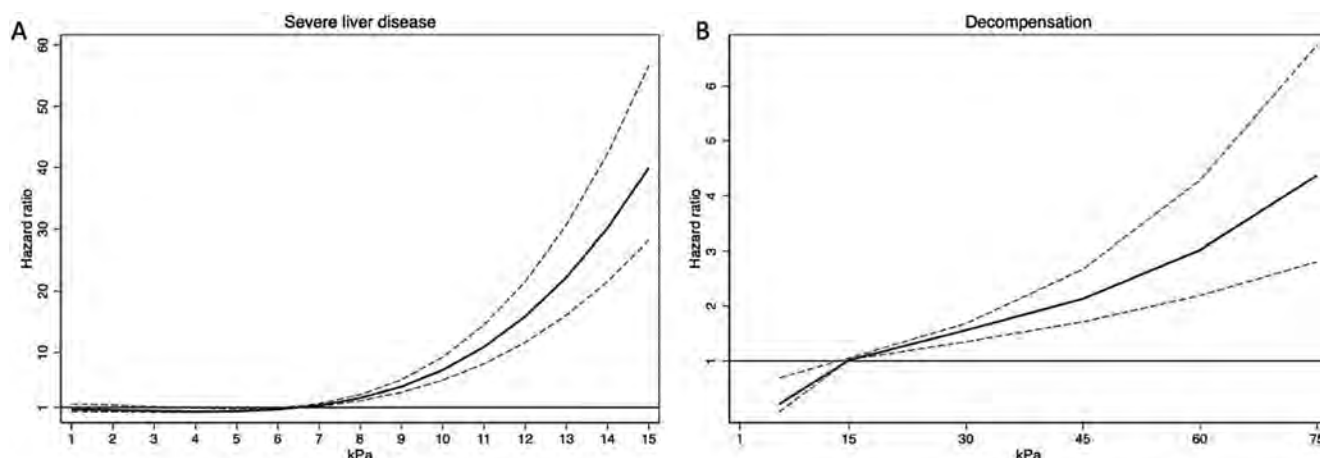 A
Severe liver disease
Hazard ratio
60
50
40
30
20
10
1
1 2 3 4 5 6 7 8 9 10 11 12 13 14 15
kPa
B
Decompensation
Hazard ratio
6
5
4
3
2
1
1 15 30 45 60 75
kPa